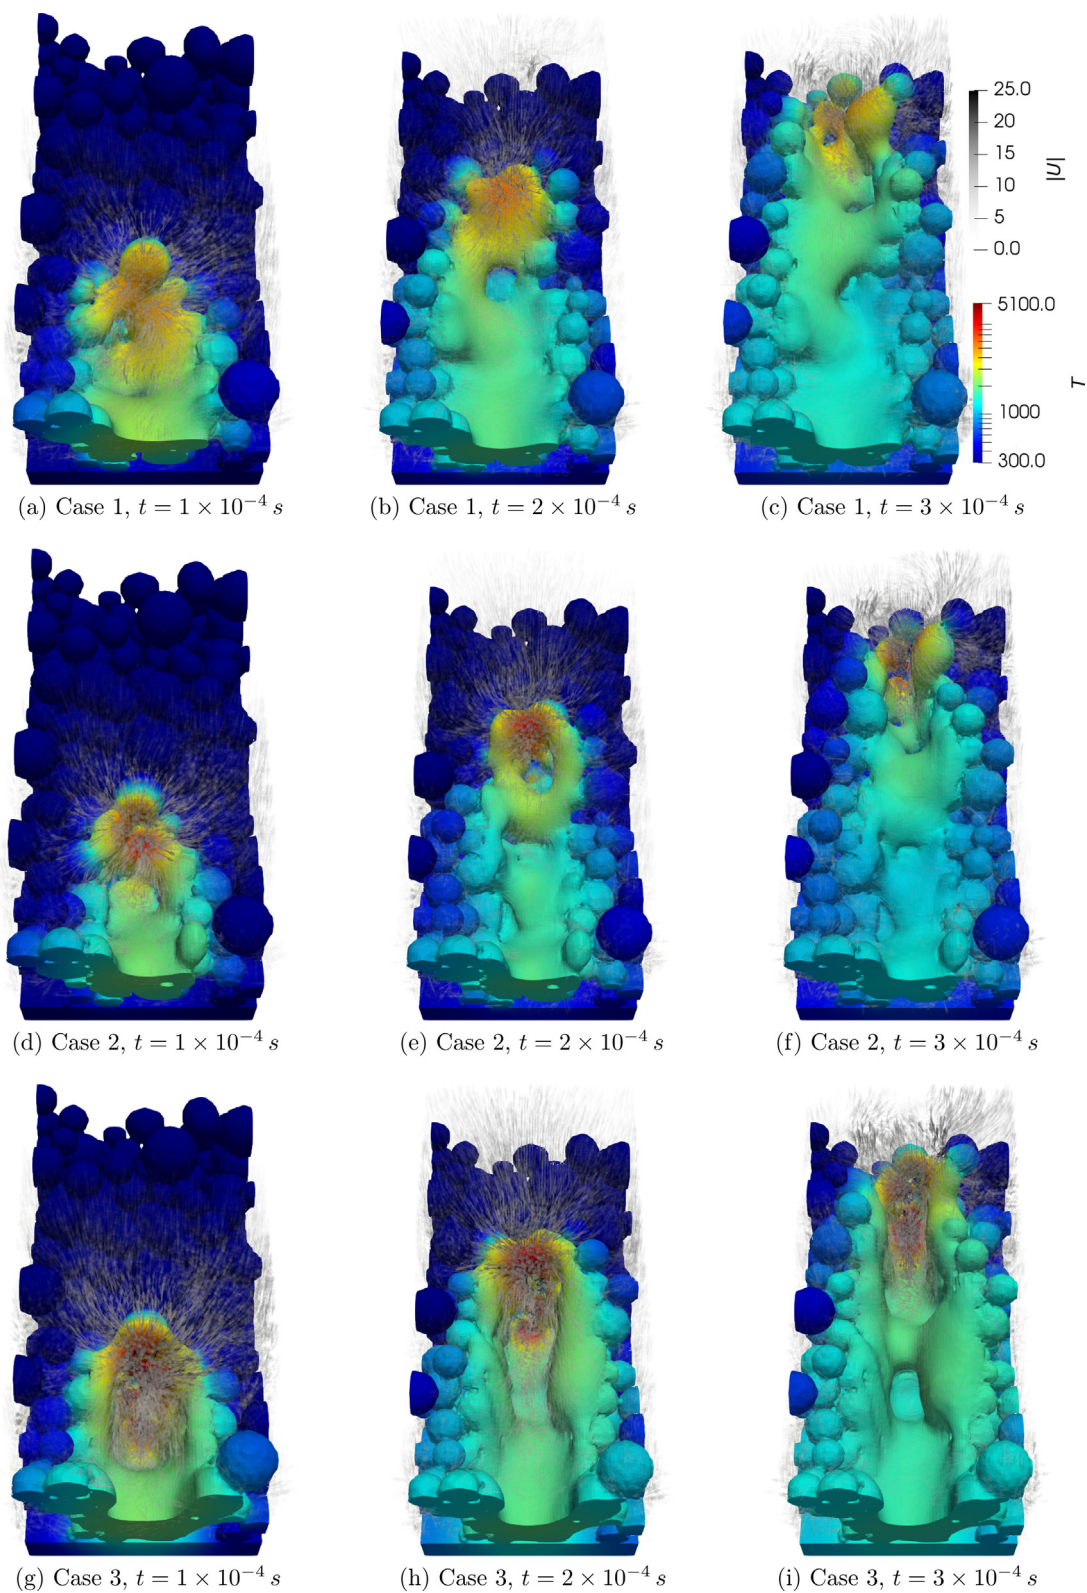 25.0
20
15
10
5
0.0
|u|
5100.0
1000
300.0
T
(a) Case 1, t = 1 × 10⁻⁴ s
(b) Case 1, t = 2 × 10⁻⁴ s
(c) Case 1, t = 3 × 10⁻⁴ s
(d) Case 2, t = 1 × 10⁻⁴ s
(e) Case 2, t = 2 × 10⁻⁴ s
(f) Case 2, t = 3 × 10⁻⁴ s
(g) Case 3, t = 1 × 10⁻⁴ s
(h) Case 3, t = 2 × 10⁻⁴ s
(i) Case 3, t = 3 × 10⁻⁴ s